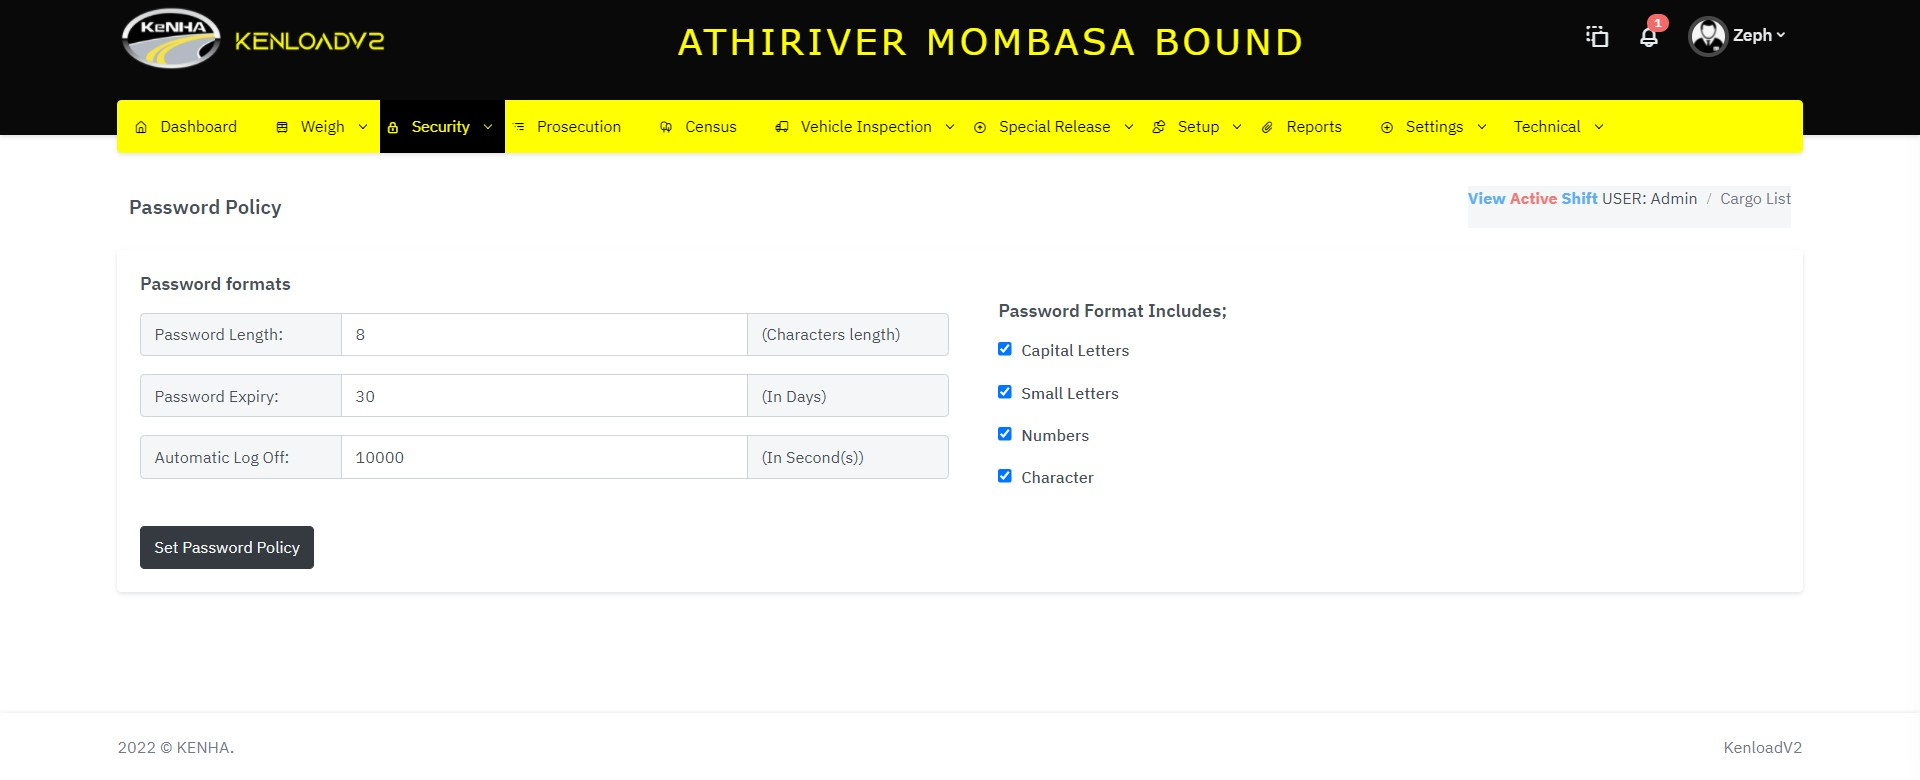 KeNHA
KENLOADV2
ATHIRIVER MOMBASA BOUND
1
Zeph
Dashboard Weigh Security Prosecution Census Vehicle Inspection Special Release Setup Reports Settings Technical
Password Policy
View Active Shift USER: Admin / Cargo List
Password formats
Password Length: 8 (Characters length)
Password Expiry: 30 (In Days)
Automatic Log Off: 10000 (In Second(s))
Set Password Policy
Password Format Includes;
Capital Letters
Small Letters
Numbers
Character
2022 © KENHA.
KenloadV2